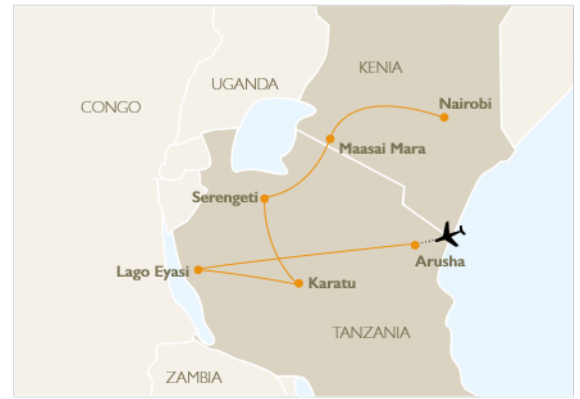 KENIA
UGANDA
CONGO
Nairobi
Maasai Mara
Serengeti
Lago Eyasi
Arusha
Karatu
TANZANIA
ZAMBIA